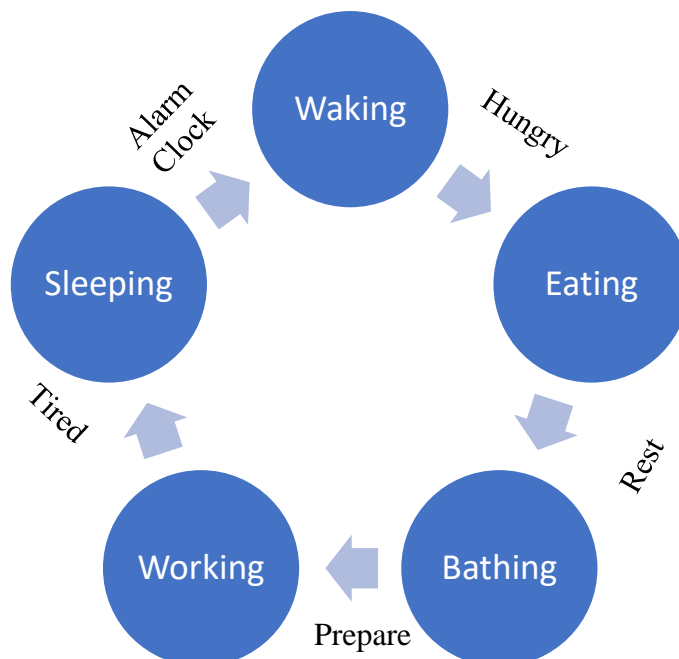 Waking
Hungry
Eating
Rest
Bathing
Prepare
Working
Tired
Sleeping
Alarm
Clock